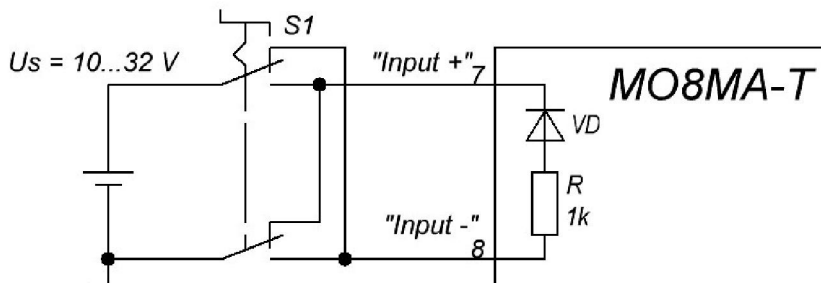 S1
Us = 10...32 V
"Input +"
7
MO8MA-T
VD
R
1k
"Input -"
8